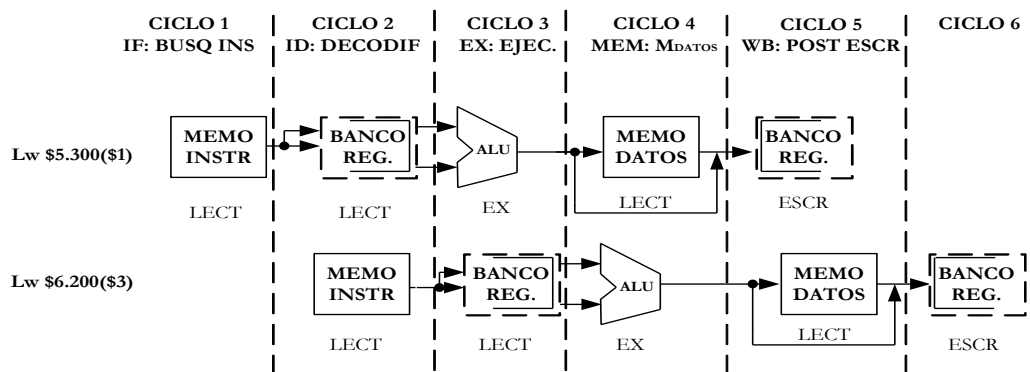 CICLO 1 CICLO 2 CICLO 3 CICLO 4 CICLO 5 CICLO 6
IF: BUSQ INS ID: DECODIF EX: EJEC. MEM: MDATOS WB: POST ESCR
Lw $5.300($1)
MEMO INSTR
BANCO REG.
ALU
MEMO DATOS
BANCO REG.
LECT LECT EX LECT ESCR
Lw $6.200($3)
MEMO INSTR
BANCO REG.
ALU
MEMO DATOS
BANCO REG.
LECT LECT EX LECT ESCR